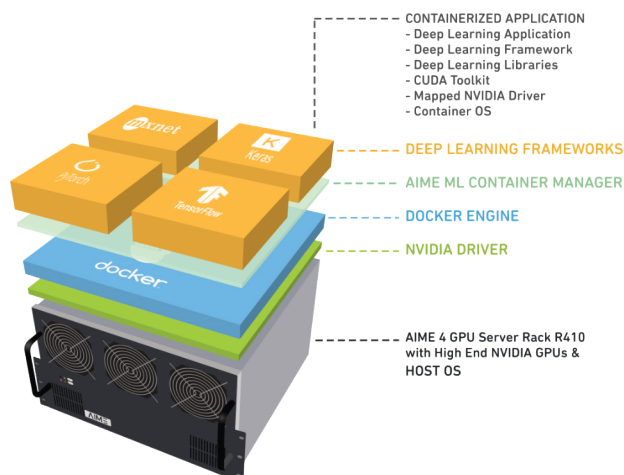 CONTAINERIZED APPLICATION
- Deep Learning Application
- Deep Learning Framework
- Deep Learning Libraries
- CUDA Toolkit
- Mapped NVIDIA Driver
- Container OS
mxnet
K
Keras
PyTorch
TensorFlow
DEEP LEARNING FRAMEWORKS
AIME ML CONTAINER MANAGER
DOCKER ENGINE
docker
NVIDIA DRIVER
AIME 4 GPU Server Rack R410
with High End NVIDIA GPUs &
HOST OS
AIME